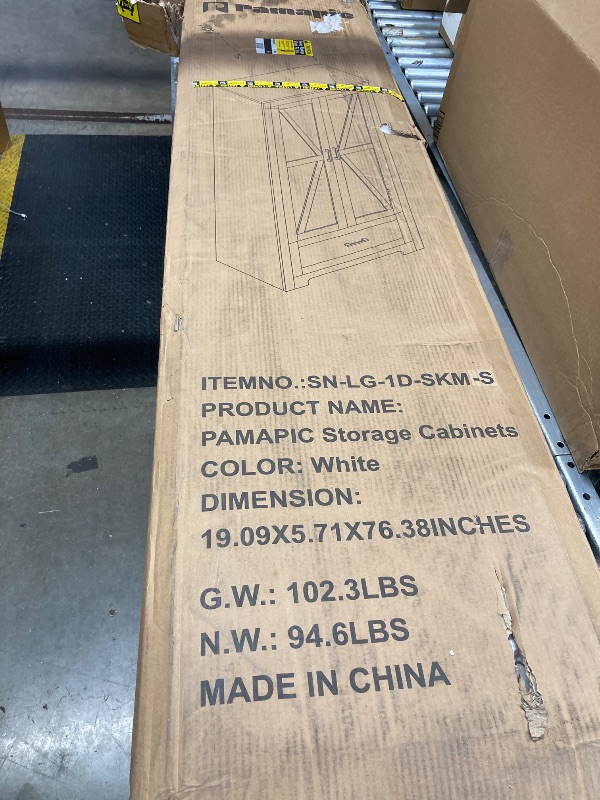 Pamapic
ITEMNO.:SN-LG-1D-SKM-S
PRODUCT NAME:
PAMAPIC Storage Cabinets
COLOR: White
DIMENSION:
19.09X5.71X76.38INCHES
G.W.: 102.3LBS
N.W.: 94.6LBS
MADE IN CHINA